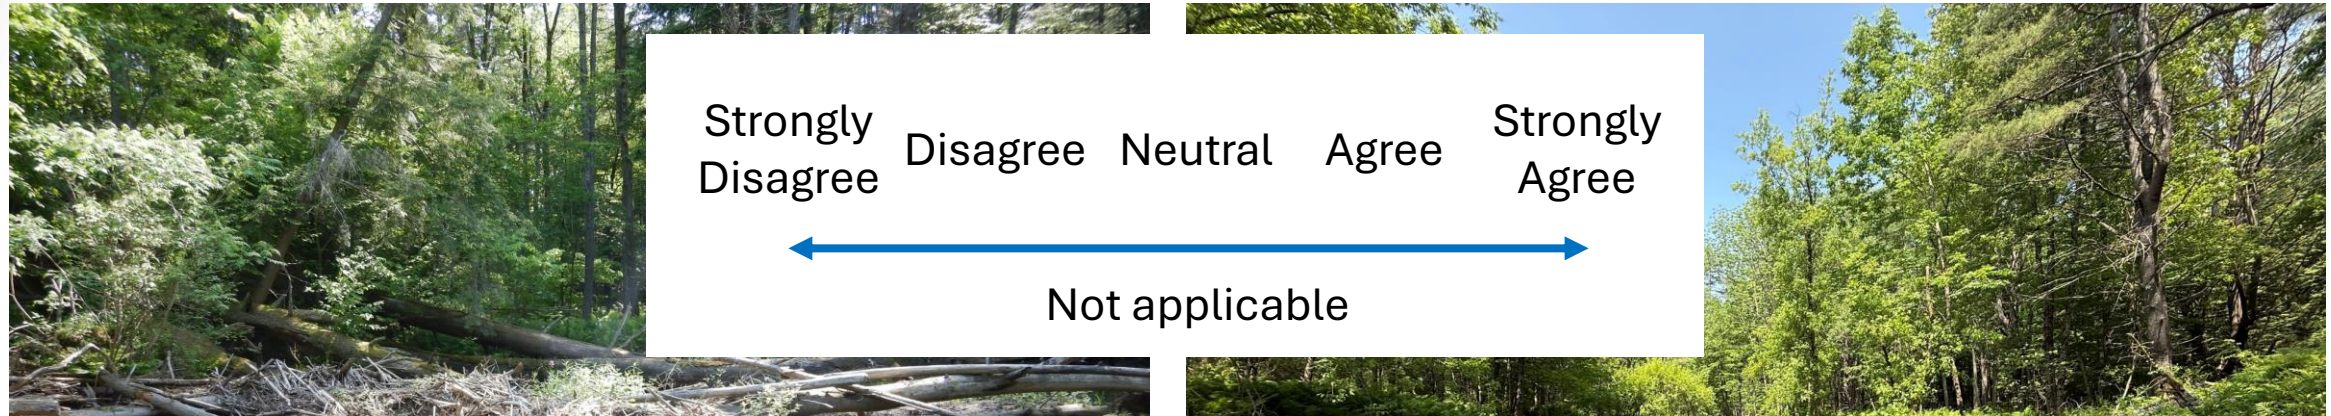 Strongly
Disagree
Disagree
Neutral
Agree
Strongly
Agree
Not applicable